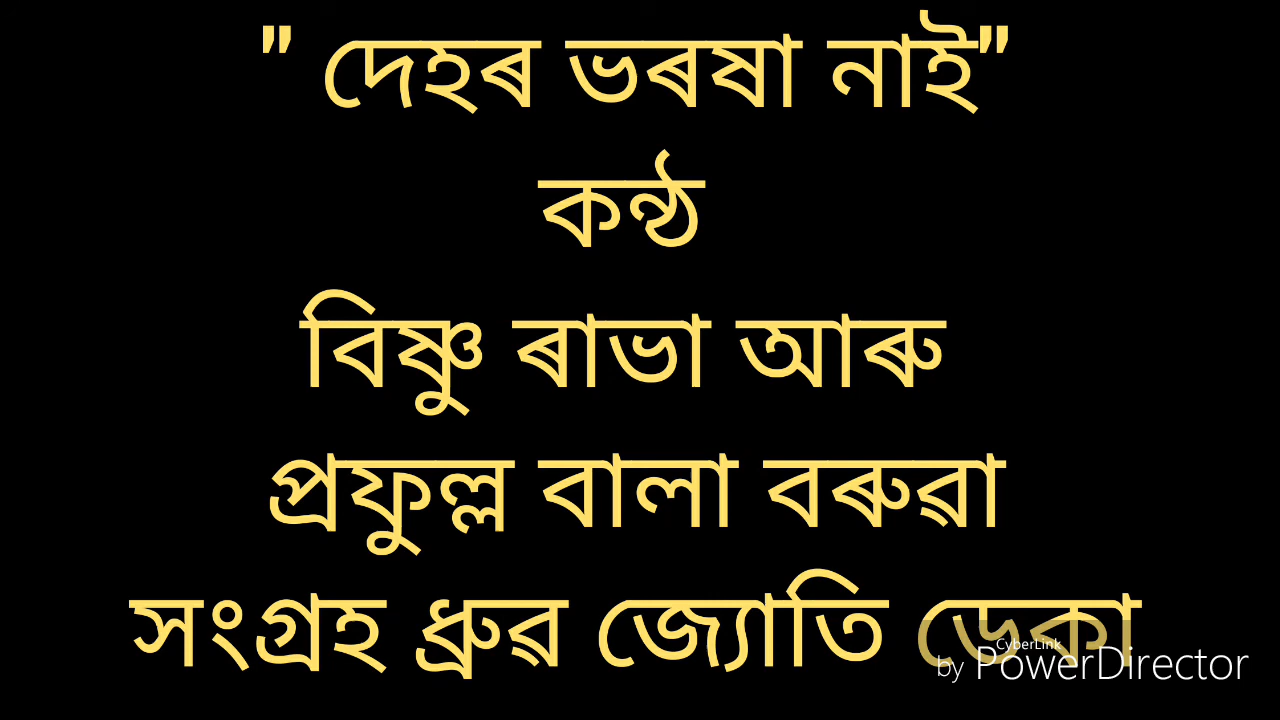 " দেহৰ ভৰষা নাই"
কন্ঠ
বিষ্ণু ৰাভা আৰু
প্ৰফুল্ল বালা বৰুৱা
সংগ্ৰহ ধ্ৰুৱ জ্যোতি ডেকা
CyberLink
by PowerDirector